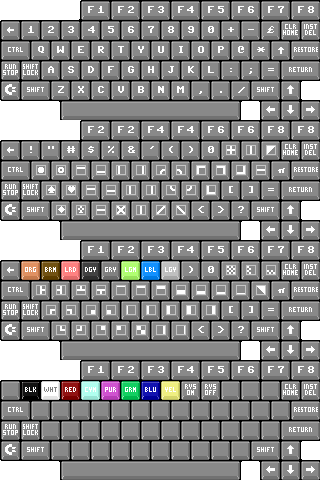 F1 F2 F3 F4 F5 F6 F7 F8
← 1 2 3 4 5 6 7 8 9 0 + - £ CLR HOME INST DEL
CTRL Q W E R T Y U I O P @ * ↑ RESTORE
RUN STOP SHIFT LOCK A S D F G H J K L : ; = RETURN
SHIFT Z X C V B N M , . / SHIFT ↑
← ↓ →
F2 F2 F4 F4 F6 F6 F8 F8
← ! " # $ % & ' ( ) 0 CLR HOME INST DEL
CTRL π RESTORE
RUN STOP SHIFT LOCK [ ] = RETURN
SHIFT < > ? SHIFT ↑
← ↓ →
F1 F2 F3 F4 F5 F6 F7 F8
← ORG BRN LRD DGY GRY LGN LBL LGY ) 0 CLR HOME INST DEL
CTRL π RESTORE
RUN STOP SHIFT LOCK [ ] = RETURN
SHIFT < > ? SHIFT ↑
← ↓ →
F1 F2 F3 F4 F5 F6 F7 F8
BLK WHT RED CYN PUR GRN BLU YEL RVS ON RVS OFF CLR HOME INST DEL
CTRL RESTORE
RUN STOP SHIFT LOCK RETURN
SHIFT SHIFT ↑
← ↓ →